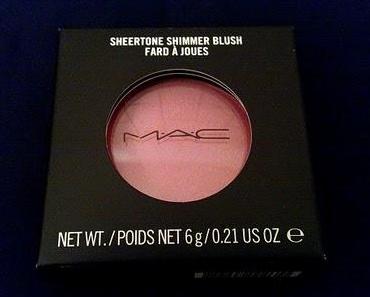 SHEERTONE SHIMMER BLUSH
FARD À JOUES
MAC
NET WT./POIDS NET 6 g/0.21 US OZ e